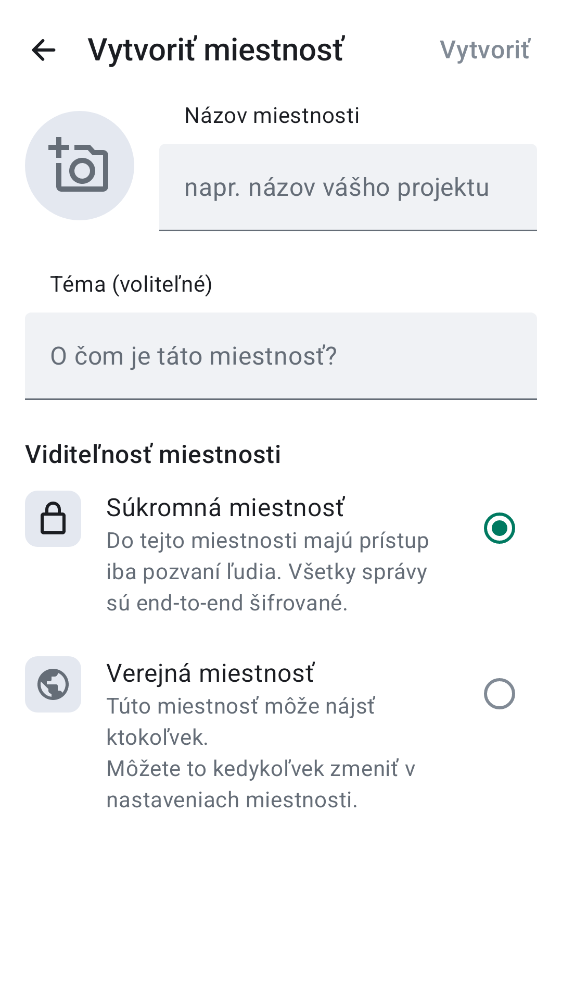 Vytvoriť miestnosť
Vytvoriť
Názov miestnosti
napr. názov vášho projektu
Téma (voliteľné)
O čom je táto miestnosť?
Viditeľnosť miestnosti
Súkromná miestnosť
Do tejto miestnosti majú prístup
iba pozvaní ľudia. Všetky správy
sú end-to-end šifrované.
Verejná miestnosť
Túto miestnosť môže nájsť
ktokoľvek.
Môžete to kedykoľvek zmeniť v
nastaveniach miestnosti.